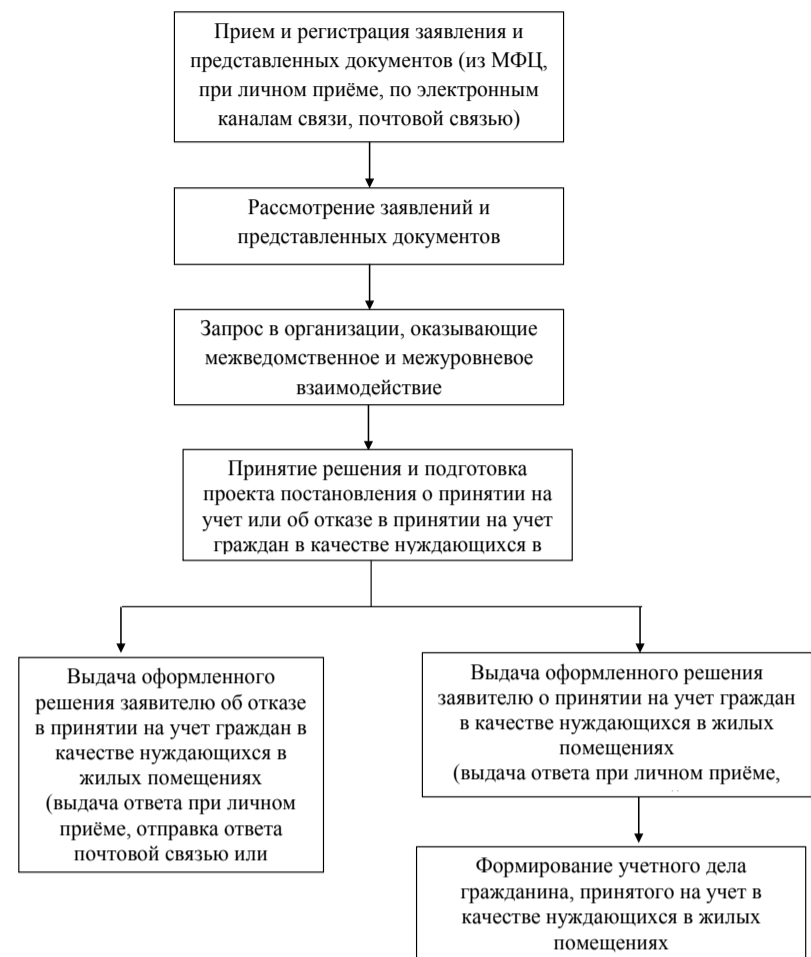 Прием и регистрация заявления и
представленных документов (из МФЦ,
при личном приёме, по электронным
каналам связи, почтовой связью)
Рассмотрение заявлений и
представленных документов
Запрос в организации, оказывающие
межведомственное и межуровневое
взаимодействие
Принятие решения и подготовка
проекта постановления о принятии на
учет или об отказе в принятии на учет
граждан в качестве нуждающихся в
Выдача оформленного
решения заявителю об отказе
в принятии на учет граждан в
качестве нуждающихся в
жилых помещениях
(выдача ответа при личном
приёме, отправка ответа
почтовой связью или
Выдача оформленного решения
заявителю о принятии на учет граждан
в качестве нуждающихся в жилых
помещениях
(выдача ответа при личном приёме,
Формирование учетного дела
гражданина, принятого на учет в
качестве нуждающихся в жилых
помещениях